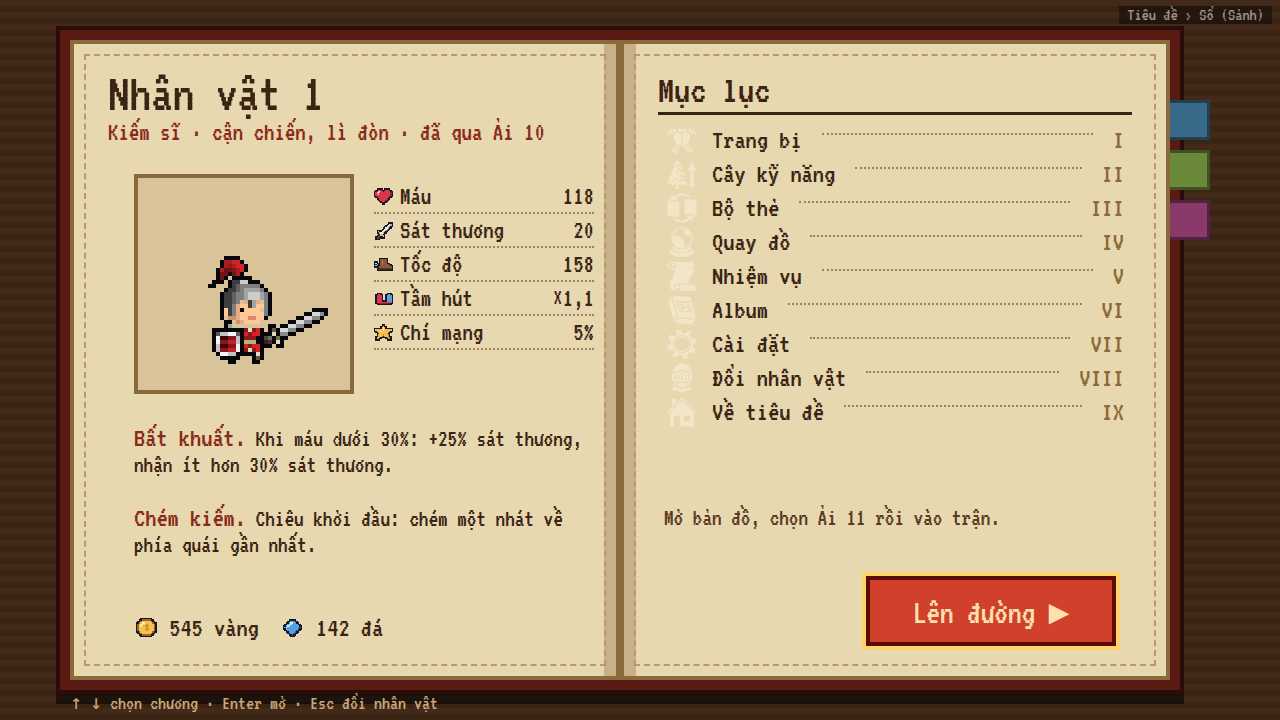 Tiêu đề › Sổ (Sảnh)
Nhân vật 1
Kiếm sĩ · cận chiến, lì đòn · đã qua Ải 10
Máu 118
Sát thương 20
Tốc độ 158
Tầm hút X1,1
Chí mạng 5%
Bất khuất. Khi máu dưới 30%: +25% sát thương,
nhận ít hơn 30% sát thương.
Chém kiếm. Chiêu khởi đầu: chém một nhát về
phía quái gần nhất.
545 vàng 142 đá
Mục lục
Trang bị I
Cây kỹ năng II
Bộ thẻ III
Quay đồ IV
Nhiệm vụ V
Album VI
Cài đặt VII
Đổi nhân vật VIII
Về tiêu đề IX
Mở bản đồ, chọn Ải 11 rồi vào trận.
Lên đường ▶
↑ ↓ chọn chương · Enter mở · Esc đổi nhân vật